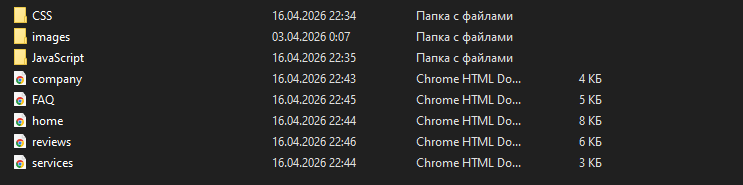 CSS 16.04.2026 22:34 Папка с файлами
images 03.04.2026 0:07 Папка с файлами
JavaScript 16.04.2026 22:35 Папка с файлами
company 16.04.2026 22:43 Chrome HTML Do... 4 КБ
FAQ 16.04.2026 22:45 Chrome HTML Do... 5 КБ
home 16.04.2026 22:44 Chrome HTML Do... 8 КБ
reviews 16.04.2026 22:46 Chrome HTML Do... 6 КБ
services 16.04.2026 22:44 Chrome HTML Do... 3 КБ